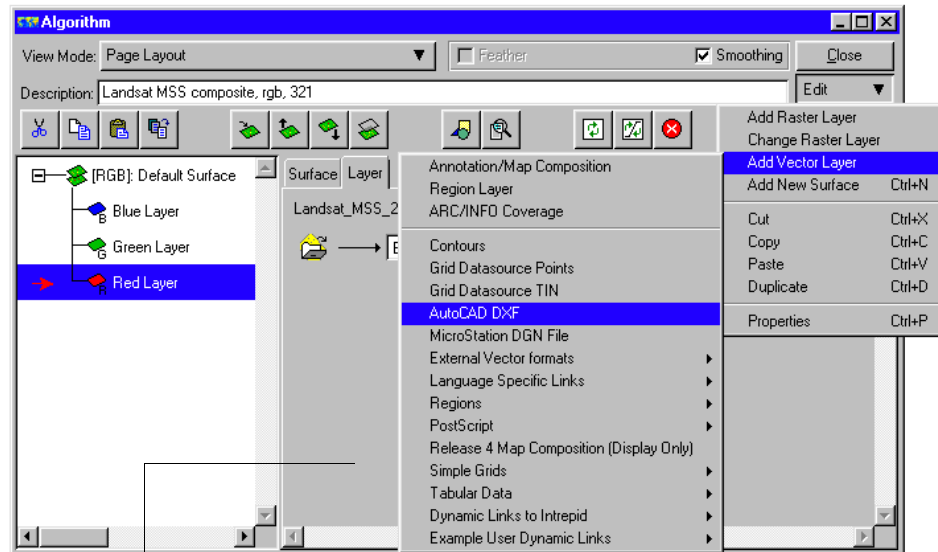 Algorithm
View Mode: Page Layout Feather Smoothing Close
Description: Landsat MSS composite, rgb, 321 Edit
Add Raster Layer
Change Raster Layer
Add Vector Layer
Add New Surface Ctrl+N
Cut Ctrl+X
Copy Ctrl+C
Paste Ctrl+V
Duplicate Ctrl+D
Properties Ctrl+P
[RGB]: Default Surface
B Blue Layer
G Green Layer
R Red Layer
Surface Layer
Landsat_MSS_2
Annotation/Map Composition
Region Layer
ARC/INFO Coverage
Contours
Grid Datasource Points
Grid Datasource TIN
AutoCAD DXF
MicroStation DGN File
External Vector formats
Language Specific Links
Regions
PostScript
Release 4 Map Composition (Display Only)
Simple Grids
Tabular Data
Dynamic Links to Intrepid
Example User Dynamic Links